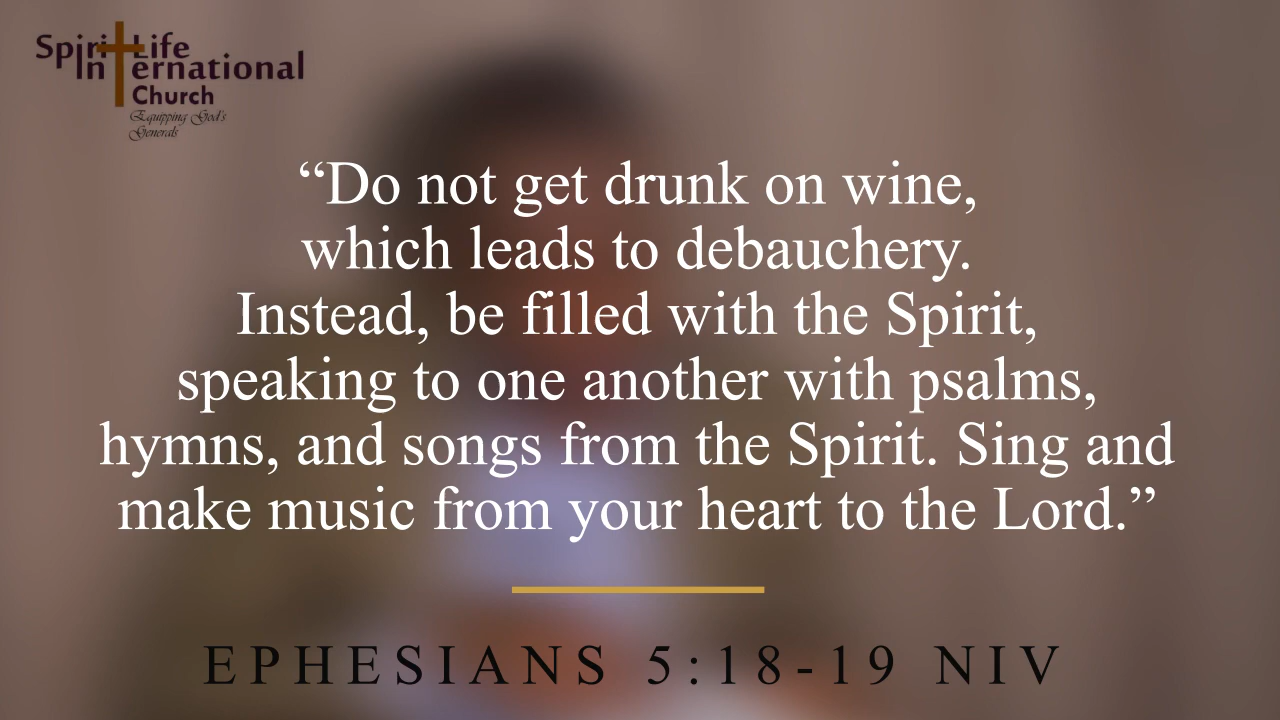 Spirit Life
International
Church
Equipping God's
Generals
“Do not get drunk on wine,
which leads to debauchery.
Instead, be filled with the Spirit,
speaking to one another with psalms,
hymns, and songs from the Spirit. Sing and
make music from your heart to the Lord.”
EPHESIANS 5:18-19 NIV